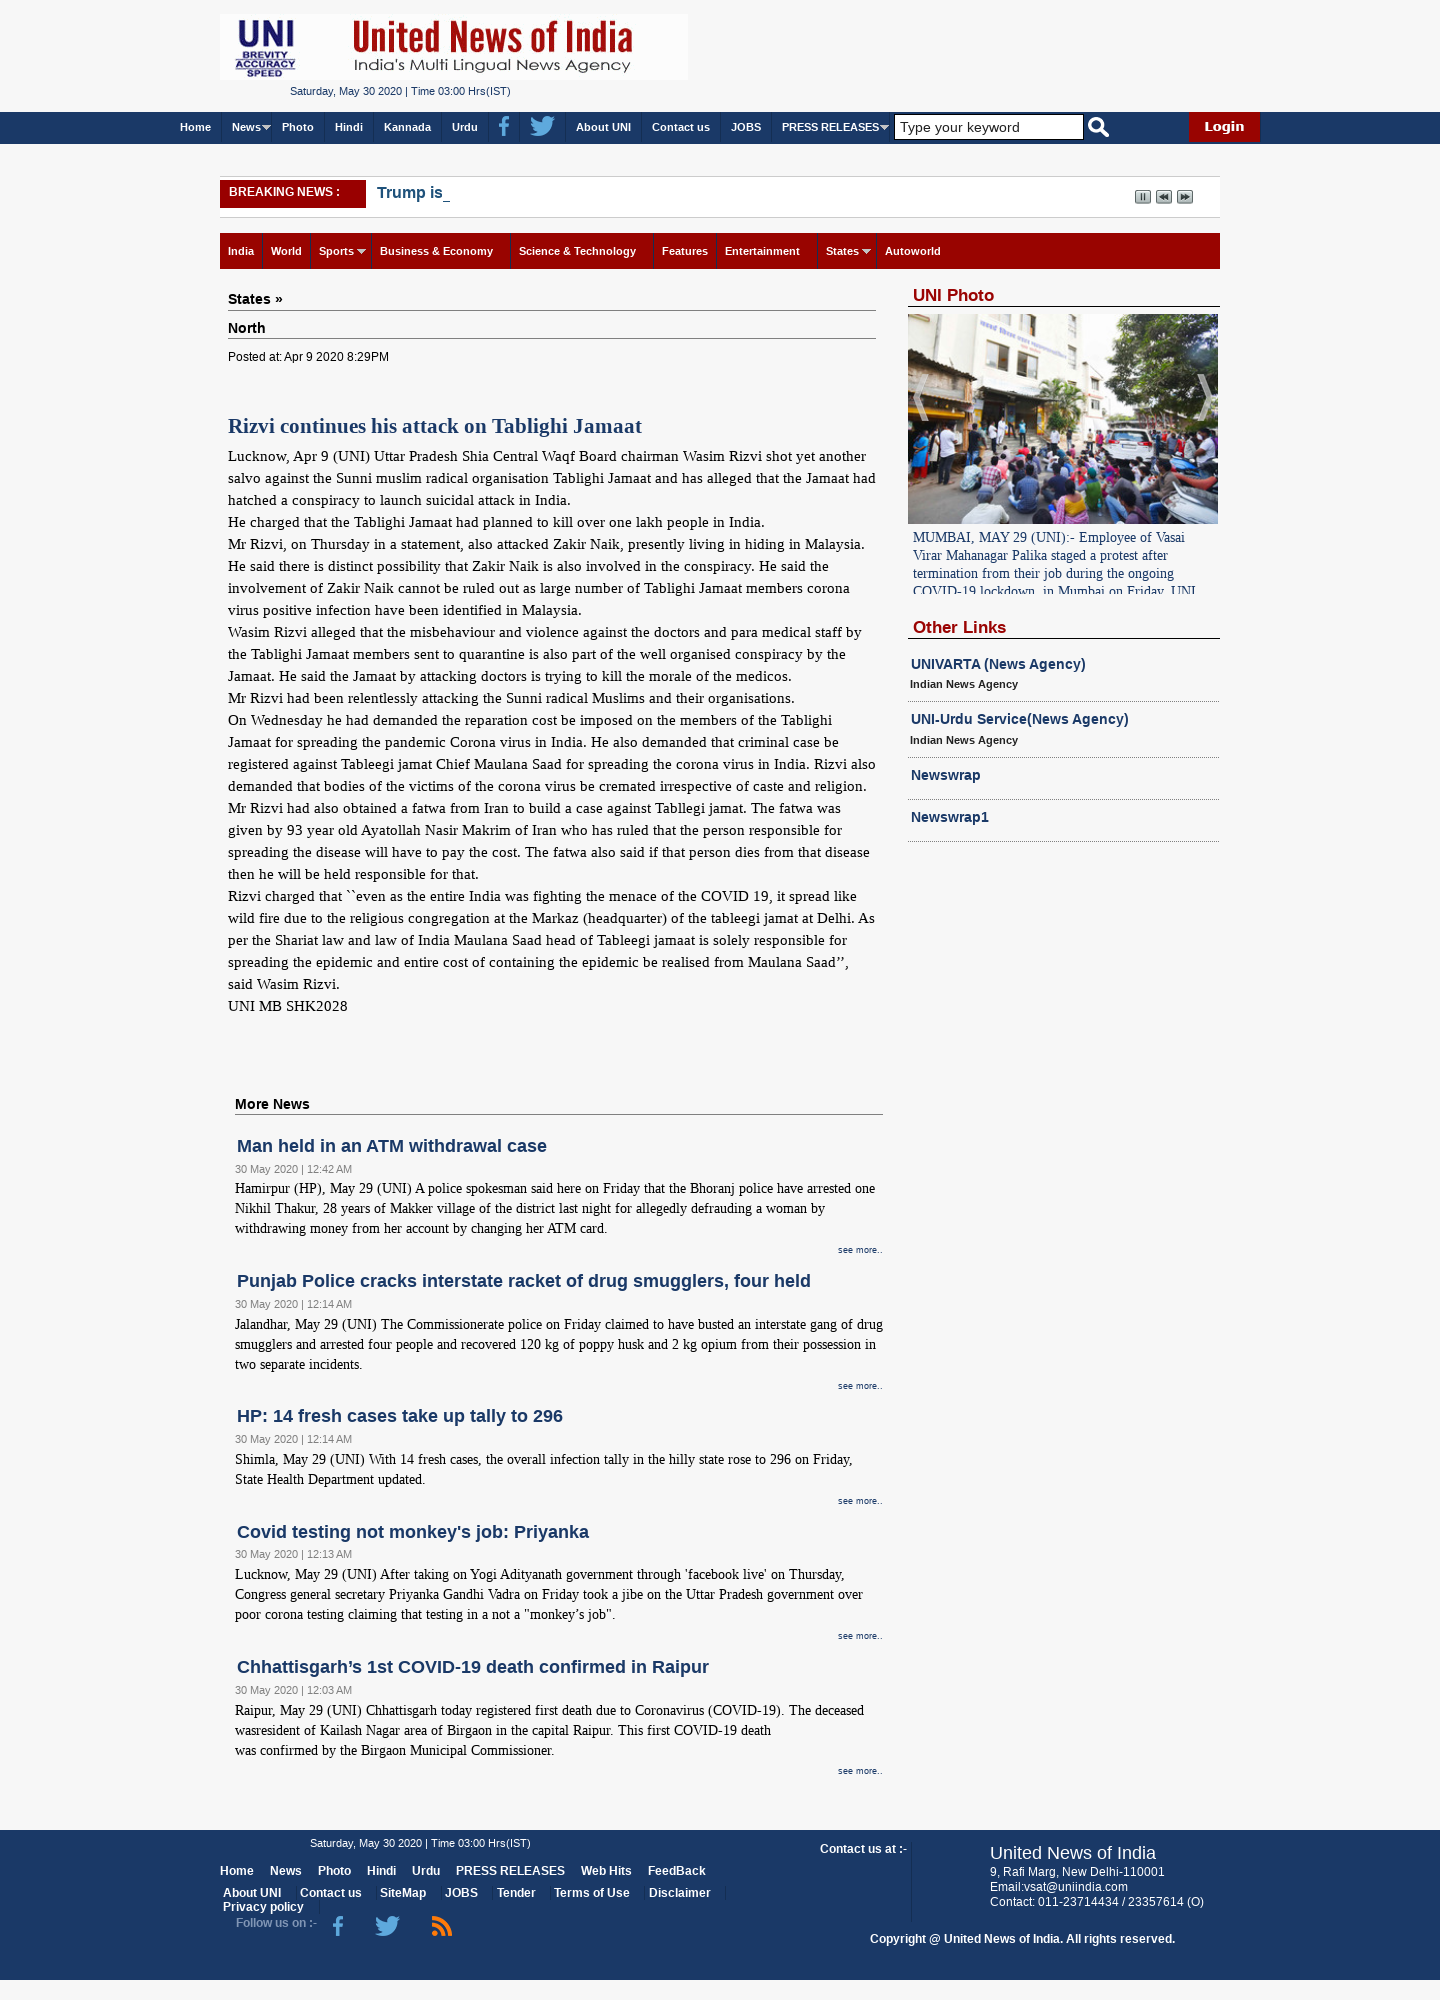 UNI
BREVITY
ACCURACY
SPEED
United News of India
India's Multi Lingual News Agency
Saturday, May 30 2020 | Time 03:00 Hrs(IST)
Home News Photo Hindi Kannada Urdu About UNI Contact us JOBS PRESS RELEASES Type your keyword Login
BREAKING NEWS : Trump is_
India World Sports Business & Economy Science & Technology Features Entertainment States Autoworld
States »
North
Posted at: Apr 9 2020 8:29PM
Rizvi continues his attack on Tablighi Jamaat
Lucknow, Apr 9 (UNI) Uttar Pradesh Shia Central Waqf Board chairman Wasim Rizvi shot yet another
salvo against the Sunni muslim radical organisation Tablighi Jamaat and has alleged that the Jamaat had
hatched a conspiracy to launch suicidal attack in India.
He charged that the Tablighi Jamaat had planned to kill over one lakh people in India.
Mr Rizvi, on Thursday in a statement, also attacked Zakir Naik, presently living in hiding in Malaysia.
He said there is distinct possibility that Zakir Naik is also involved in the conspiracy. He said the
involvement of Zakir Naik cannot be ruled out as large number of Tablighi Jamaat members corona
virus positive infection have been identified in Malaysia.
Wasim Rizvi alleged that the misbehaviour and violence against the doctors and para medical staff by
the Tablighi Jamaat members sent to quarantine is also part of the well organised conspiracy by the
Jamaat. He said the Jamaat by attacking doctors is trying to kill the morale of the medicos.
Mr Rizvi had been relentlessly attacking the Sunni radical Muslims and their organisations.
On Wednesday he had demanded the reparation cost be imposed on the members of the Tablighi
Jamaat for spreading the pandemic Corona virus in India. He also demanded that criminal case be
registered against Tableegi jamat Chief Maulana Saad for spreading the corona virus in India. Rizvi also
demanded that bodies of the victims of the corona virus be cremated irrespective of caste and religion.
Mr Rizvi had also obtained a fatwa from Iran to build a case against Tabllegi jamat. The fatwa was
given by 93 year old Ayatollah Nasir Makrim of Iran who has ruled that the person responsible for
spreading the disease will have to pay the cost. The fatwa also said if that person dies from that disease
then he will be held responsible for that.
Rizvi charged that ``even as the entire India was fighting the menace of the COVID 19, it spread like
wild fire due to the religious congregation at the Markaz (headquarter) of the tableegi jamat at Delhi. As
per the Shariat law and law of India Maulana Saad head of Tableegi jamaat is solely responsible for
spreading the epidemic and entire cost of containing the epidemic be realised from Maulana Saad’’,
said Wasim Rizvi.
UNI MB SHK2028
UNI Photo
MUMBAI, MAY 29 (UNI):- Employee of Vasai
Virar Mahanagar Palika staged a protest after
termination from their job during the ongoing
COVID-19 lockdown, in Mumbai on Friday. UNI
Other Links
UNIVARTA (News Agency)
Indian News Agency
UNI-Urdu Service(News Agency)
Indian News Agency
Newswrap
Newswrap1
More News
Man held in an ATM withdrawal case
30 May 2020 | 12:42 AM
Hamirpur (HP), May 29 (UNI) A police spokesman said here on Friday that the Bhoranj police have arrested one
Nikhil Thakur, 28 years of Makker village of the district last night for allegedly defrauding a woman by
withdrawing money from her account by changing her ATM card.
see more..
Punjab Police cracks interstate racket of drug smugglers, four held
30 May 2020 | 12:14 AM
Jalandhar, May 29 (UNI) The Commissionerate police on Friday claimed to have busted an interstate gang of drug
smugglers and arrested four people and recovered 120 kg of poppy husk and 2 kg opium from their possession in
two separate incidents.
see more..
HP: 14 fresh cases take up tally to 296
30 May 2020 | 12:14 AM
Shimla, May 29 (UNI) With 14 fresh cases, the overall infection tally in the hilly state rose to 296 on Friday,
State Health Department updated.
see more..
Covid testing not monkey's job: Priyanka
30 May 2020 | 12:13 AM
Lucknow, May 29 (UNI) After taking on Yogi Adityanath government through 'facebook live' on Thursday,
Congress general secretary Priyanka Gandhi Vadra on Friday took a jibe on the Uttar Pradesh government over
poor corona testing claiming that testing in a not a "monkey’s job".
see more..
Chhattisgarh’s 1st COVID-19 death confirmed in Raipur
30 May 2020 | 12:03 AM
Raipur, May 29 (UNI) Chhattisgarh today registered first death due to Coronavirus (COVID-19). The deceased
wasresident of Kailash Nagar area of Birgaon in the capital Raipur. This first COVID-19 death
was confirmed by the Birgaon Municipal Commissioner.
see more..
Saturday, May 30 2020 | Time 03:00 Hrs(IST)
Home News Photo Hindi Urdu PRESS RELEASES Web Hits FeedBack
About UNI Contact us SiteMap JOBS Tender Terms of Use Disclaimer
Privacy policy
Follow us on :-
Contact us at :-
United News of India
9, Rafi Marg, New Delhi-110001
Email:vsat@uniindia.com
Contact: 011-23714434 / 23357614 (O)
Copyright @ United News of India. All rights reserved.